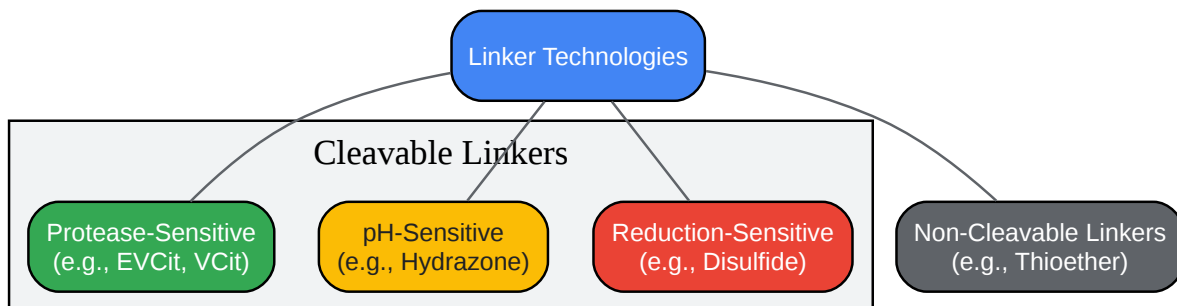 Linker Technologies
Cleavable Linkers
Protease-Sensitive
(e.g., EVCit, VCit)
pH-Sensitive
(e.g., Hydrazone)
Reduction-Sensitive
(e.g., Disulfide)
Non-Cleavable Linkers
(e.g., Thioether)